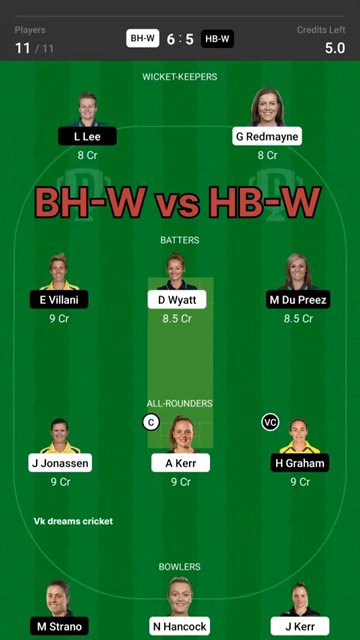 Players
Credits Left
11 / 11
BH-W 6 : 5 HB-W
5.0
WICKET-KEEPERS
L Lee
G Redmayne
8 Cr
8 Cr
BH-W vs HB-W
BATTERS
E Villani
D Wyatt
M Du Preez
9 Cr
8.5 Cr
8.5 Cr
ALL-ROUNDERS
C
VC
J Jonassen
A Kerr
H Graham
9 Cr
9 Cr
9 Cr
Vk dreams cricket
BOWLERS
M Strano
N Hancock
J Kerr